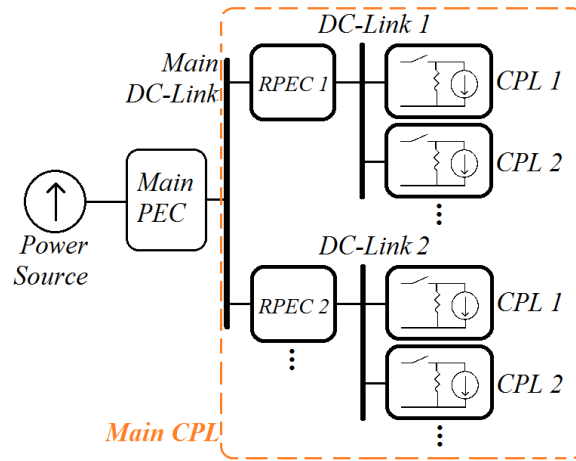 DC-Link 1
Main
DC-Link
RPEC 1
CPL 1
CPL 2
Main
PEC
Power
Source
DC-Link 2
RPEC 2
CPL 1
CPL 2
Main CPL